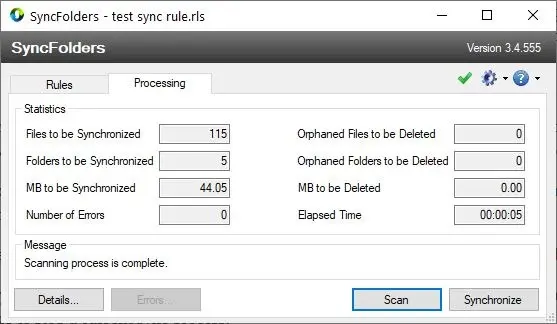 SyncFolders - test sync rule.rls
SyncFolders
Version 3.4.555
Rules
Processing
Statistics
Files to be Synchronized 115 Orphaned Files to be Deleted 0
Folders to be Synchronized 5 Orphaned Folders to be Deleted 0
MB to be Synchronized 44.05 MB to be Deleted 0.00
Number of Errors 0 Elapsed Time 00:00:05
Message
Scanning process is complete.
Details... Errors... Scan Synchronize